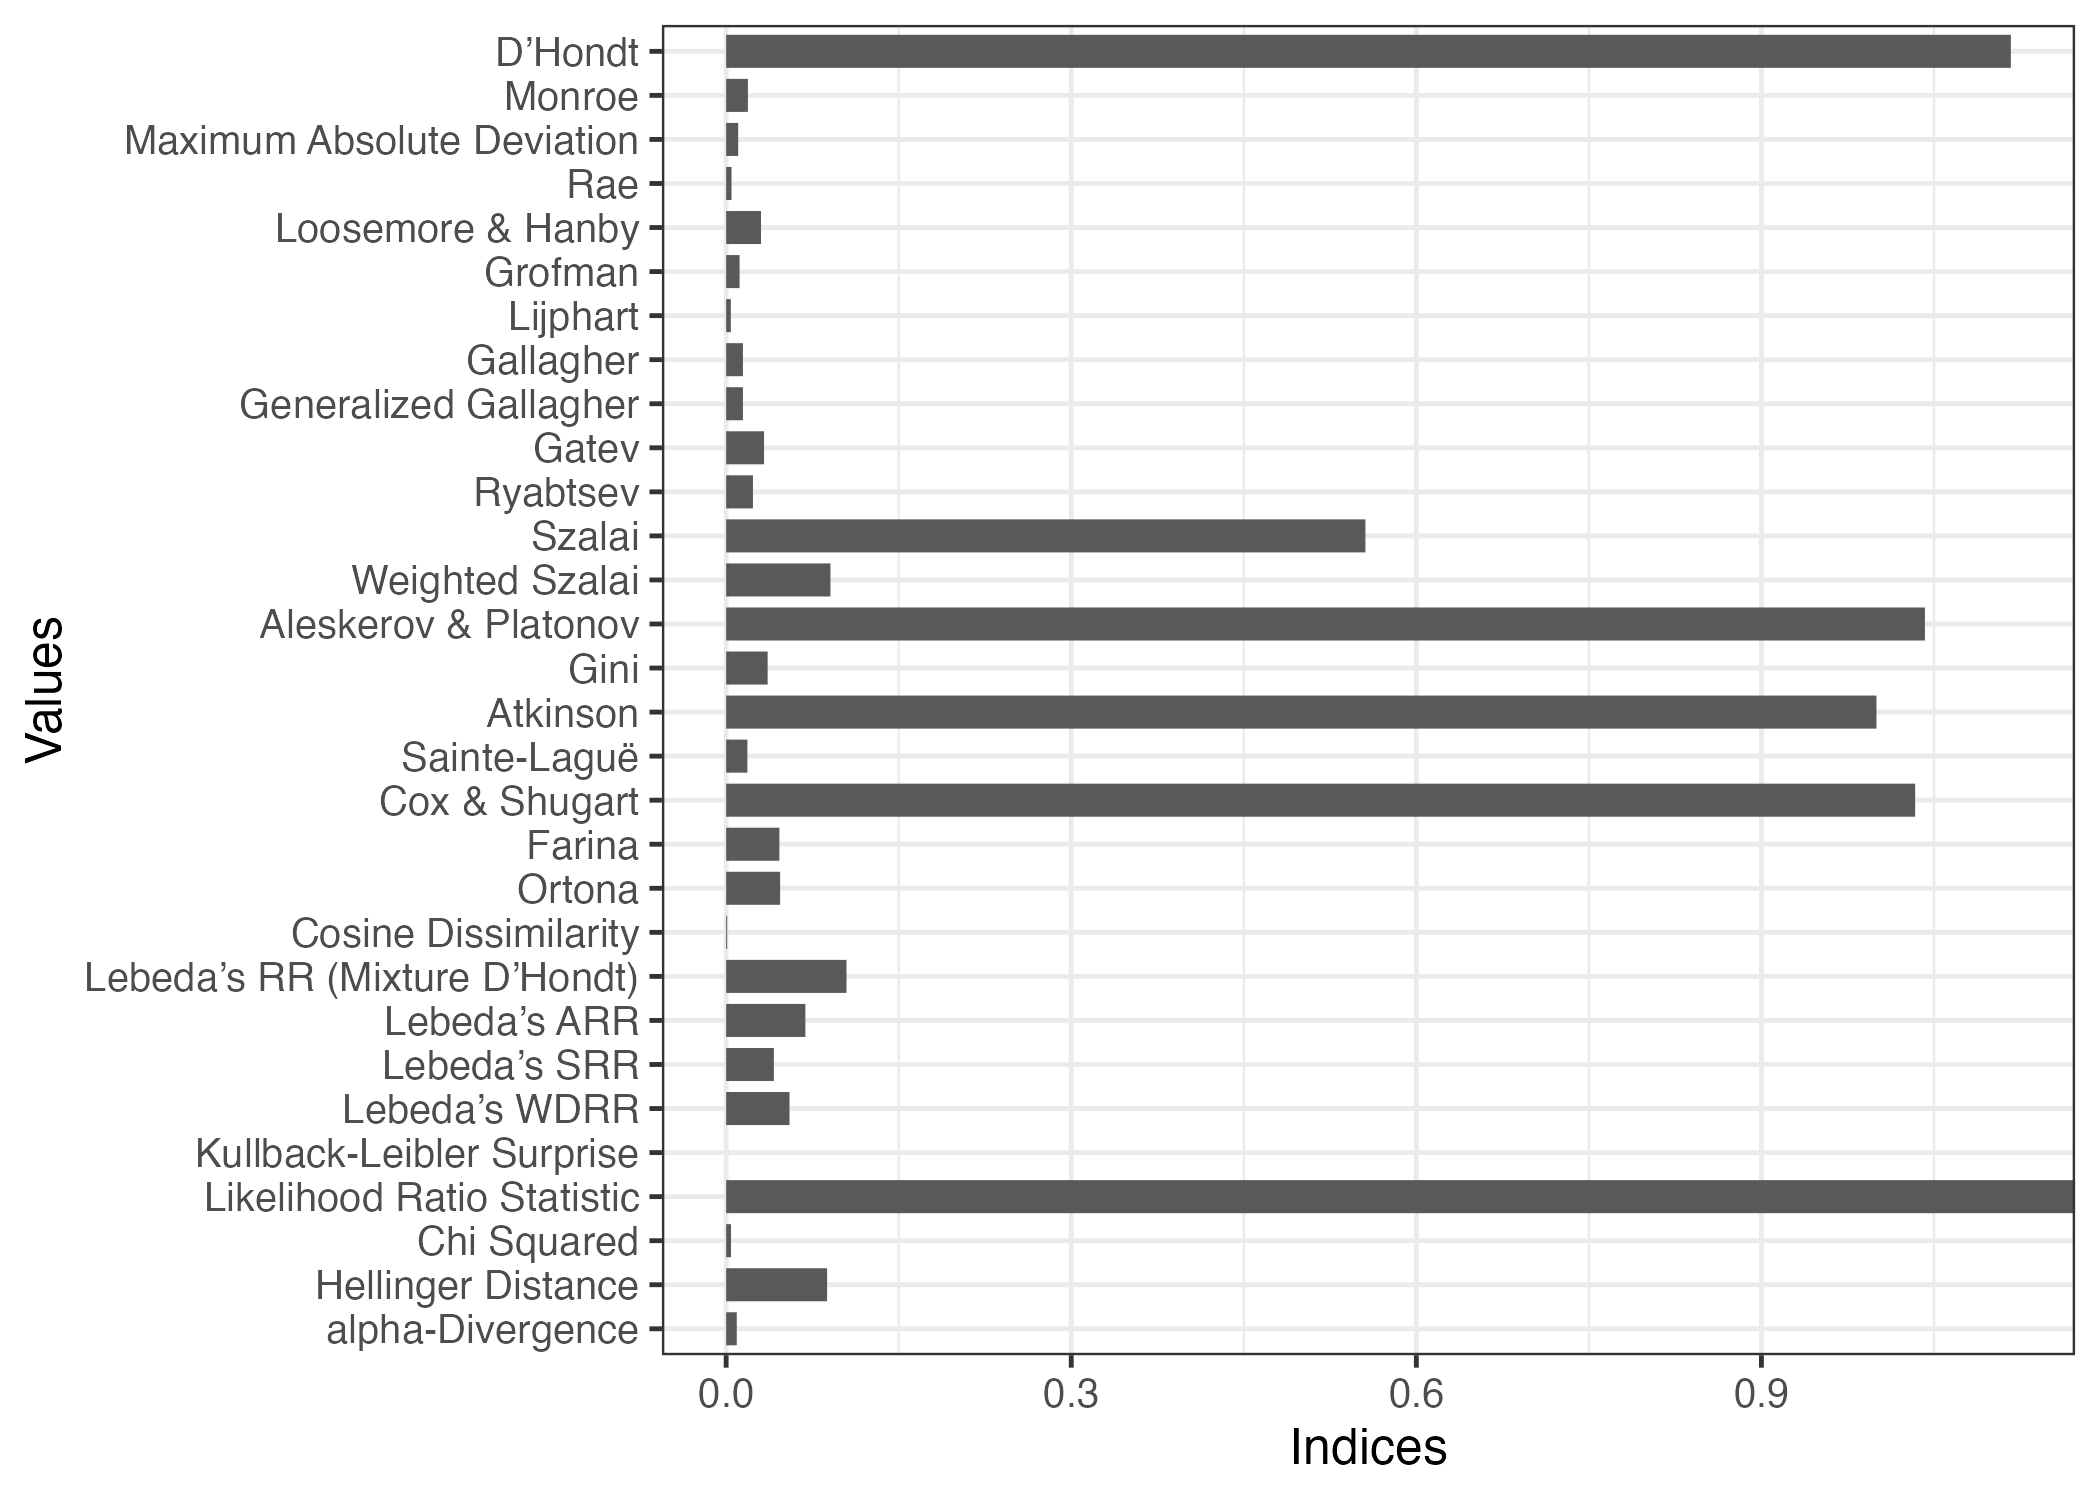 D’Hondt
Monroe
Maximum Absolute Deviation
Rae
Loosemore & Hanby
Grofman
Lijphart
Gallagher
Generalized Gallagher
Gatev
Ryabtsev
Szalai
Weighted Szalai
Aleskerov & Platonov
Gini
Atkinson
Sainte-Laguë
Cox & Shugart
Farina
Ortona
Cosine Dissimilarity
Lebeda’s RR (Mixture D’Hondt)
Lebeda’s ARR
Lebeda’s SRR
Lebeda’s WDRR
Kullback-Leibler Surprise
Likelihood Ratio Statistic
Chi Squared
Hellinger Distance
alpha-Divergence
Values
0.0 0.3 0.6 0.9
Indices